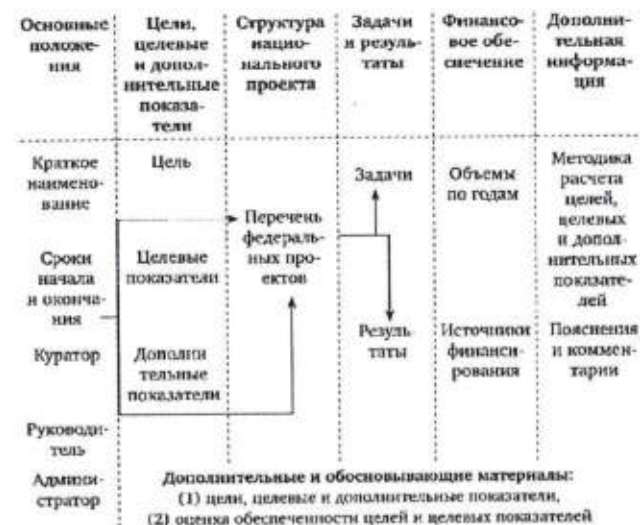 Основные
положе-
ния
Цели,
целевые
и допол-
нительные
показа-
тели
Структура
нацио-
нального
проекта
Задачи
и резуль-
таты
Финансо-
вое обе-
спечение
Дополни-
тельная
информа-
ция
Краткое
наимено-
вание
Сроки
начала
и оконча-
ния
Куратор
Руководи-
тель
Админи-
стратор
Цель
Целевые
показатели
Дополни
тельные
показатели
Перечень
федераль-
ных про-
ектов
Задачи
Резуль-
таты
Объемы
по годам
Источники
финанси-
рования
Методика
расчета
целей,
целевых
и допол-
нительных
показате-
лей
Пояснения
и коммен-
тарии
Дополнительные и обосновывающие материалы:
(1) цели, целевые и дополнительные показатели,
(2) оценка обеспеченности целей и целевых показателей